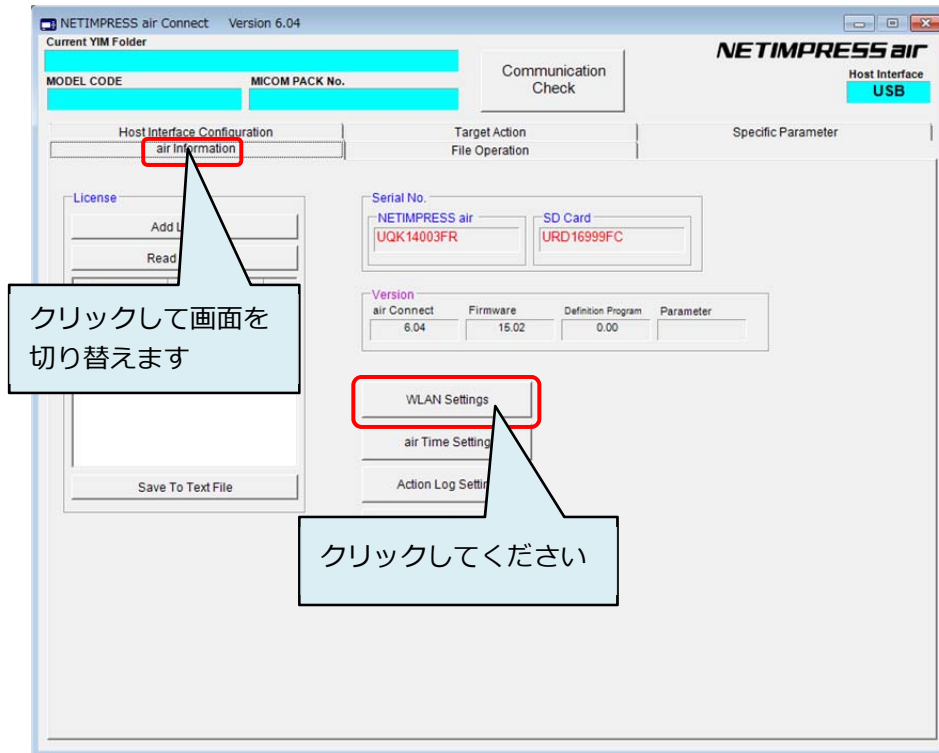 NETIMPRESS air Connect Version 6.04
Current YIM Folder
MODEL CODE MICOM PACK No.
Communication
Check
NETIMPRESS air
Host Interface
USB
Host Interface Configuration Target Action Specific Parameter
air Information File Operation
License
Add
Read
Save To Text File
クリックして画面を
切り替えます
Serial No.
NETIMPRESS air SD Card
UQK14003FR URD16999FC
Version
air Connect Firmware Definition Program Parameter
6.04 15.02 0.00
WLAN Settings
air Time Setting
Action Log
クリックしてください